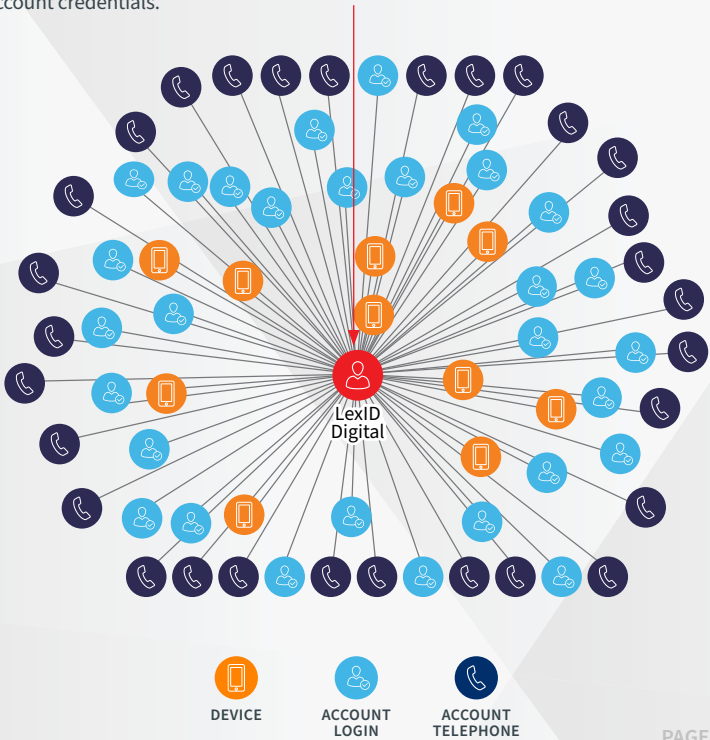 ccount credentials.
LexID
Digital
DEVICE
ACCOUNT
LOGIN
ACCOUNT
TELEPHONE
PAGE